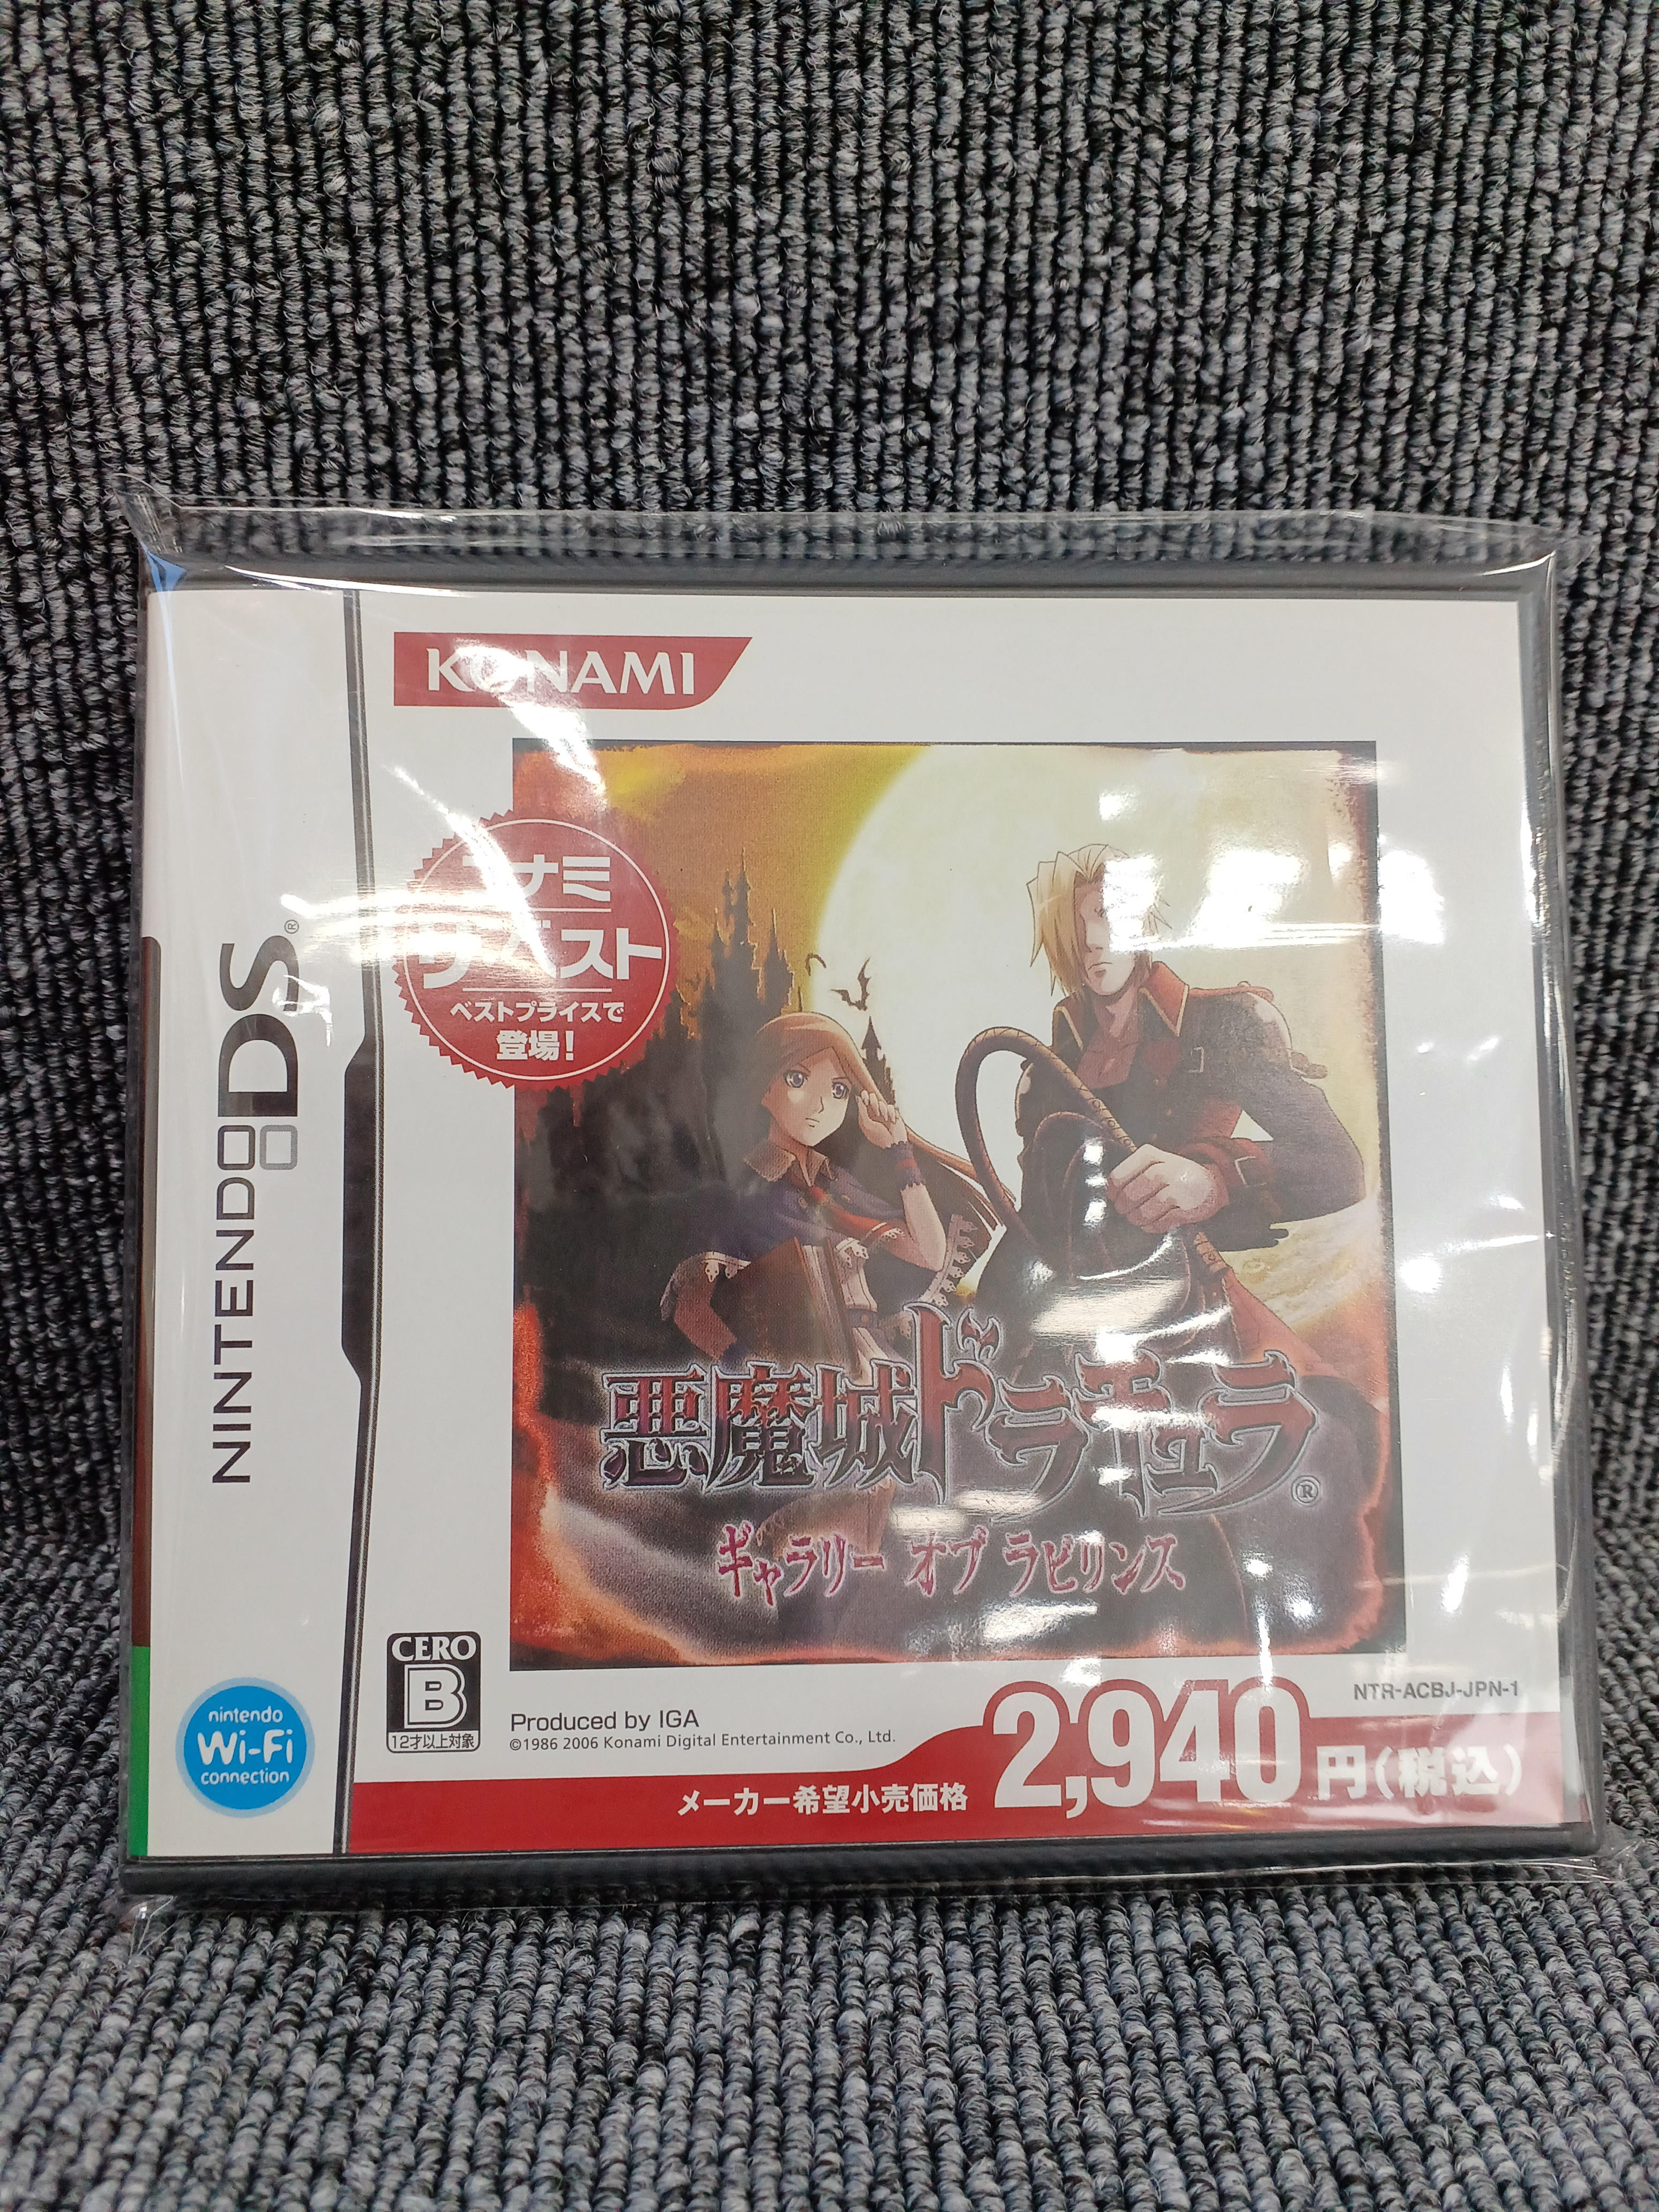 KONAMI
コナミ
ザ・ベスト
ベストプライスで
登場！
NINTENDO DS®
悪魔城ドラキュラ®
ギャラリー オブ ラビリンス
CERO
B
12才以上対象
nintendo
Wi-Fi
connection
Produced by IGA
©1986 2006 Konami Digital Entertainment Co., Ltd.
NTR-ACBJ-JPN-1
メーカー希望小売価格 2,940円（税込）